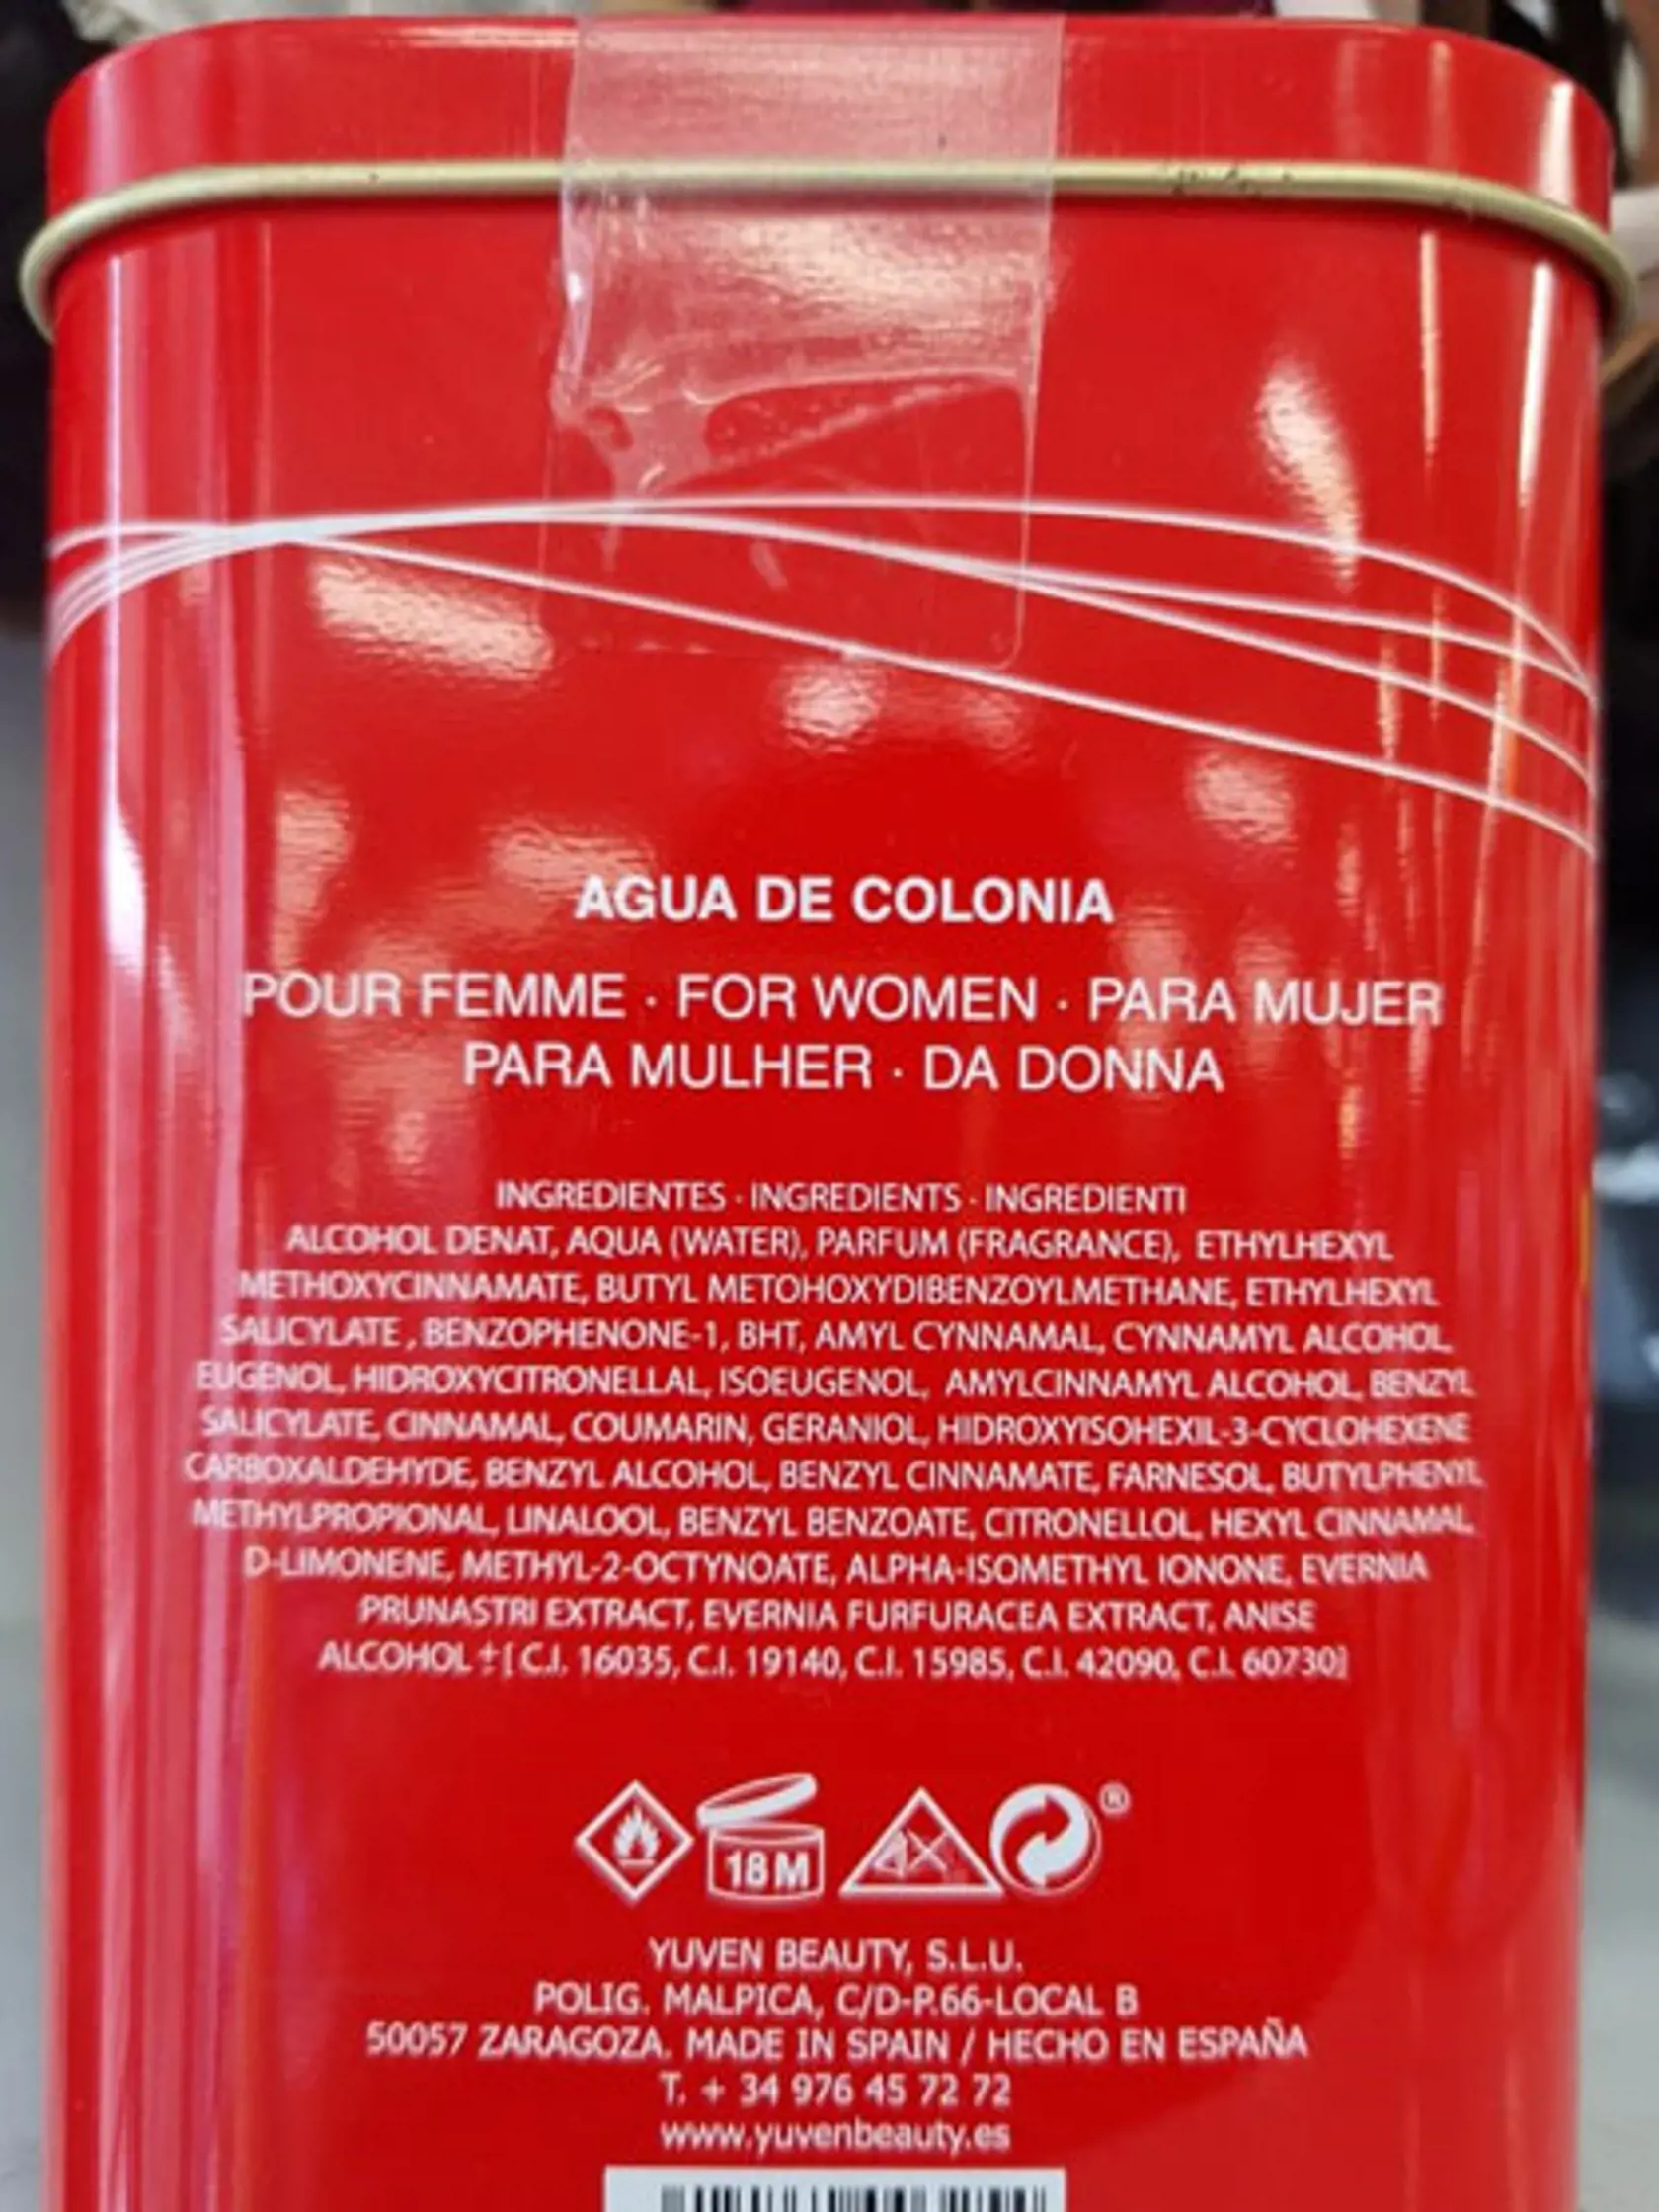 AGUA DE COLONIA
POUR FEMME · FOR WOMEN · PARA MUJER
PARA MULHER · DA DONNA
INGREDIENTES · INGREDIENTS · INGREDIENTI
ALCOHOL DENAT, AQUA (WATER), PARFUM (FRAGRANCE), ETHYLHEXYL
METHOXYCINNAMATE, BUTYL METOHOXYDIBENZOYLMETHANE, ETHYLHEXYL
SALICYLATE , BENZOPHENONE-1, BHT, AMYL CYNNAMAL, CYNNAMYL ALCOHOL,
EUGENOL, HIDROXYCITRONELLAL, ISOEUGENOL, AMYLCINNAMYL ALCOHOL, BENZYL
SALICYLATE, CINNAMAL, COUMARIN, GERANIOL, HIDROXYISOHEXIL-3-CYCLOHEXENE
CARBOXALDEHYDE, BENZYL ALCOHOL, BENZYL CINNAMATE, FARNESOL, BUTYLPHENYL
METHYLPROPIONAL, LINALOOL, BENZYL BENZOATE, CITRONELLOL, HEXYL CINNAMAL,
D-LIMONENE, METHYL-2-OCTYNOATE, ALPHA-ISOMETHYL IONONE, EVERNIA
PRUNASTRI EXTRACT, EVERNIA FURFURACEA EXTRACT, ANISE
ALCOHOL ±[ C.I. 16035, C.I. 19140, C.I. 15985, C.I. 42090, C.I. 60730]
18M
®
YUVEN BEAUTY, S.L.U.
POLIG. MALPICA, C/D-P.66-LOCAL B
50057 ZARAGOZA. MADE IN SPAIN / HECHO EN ESPAÑA
T. + 34 976 45 72 72
www.yuvenbeauty.es